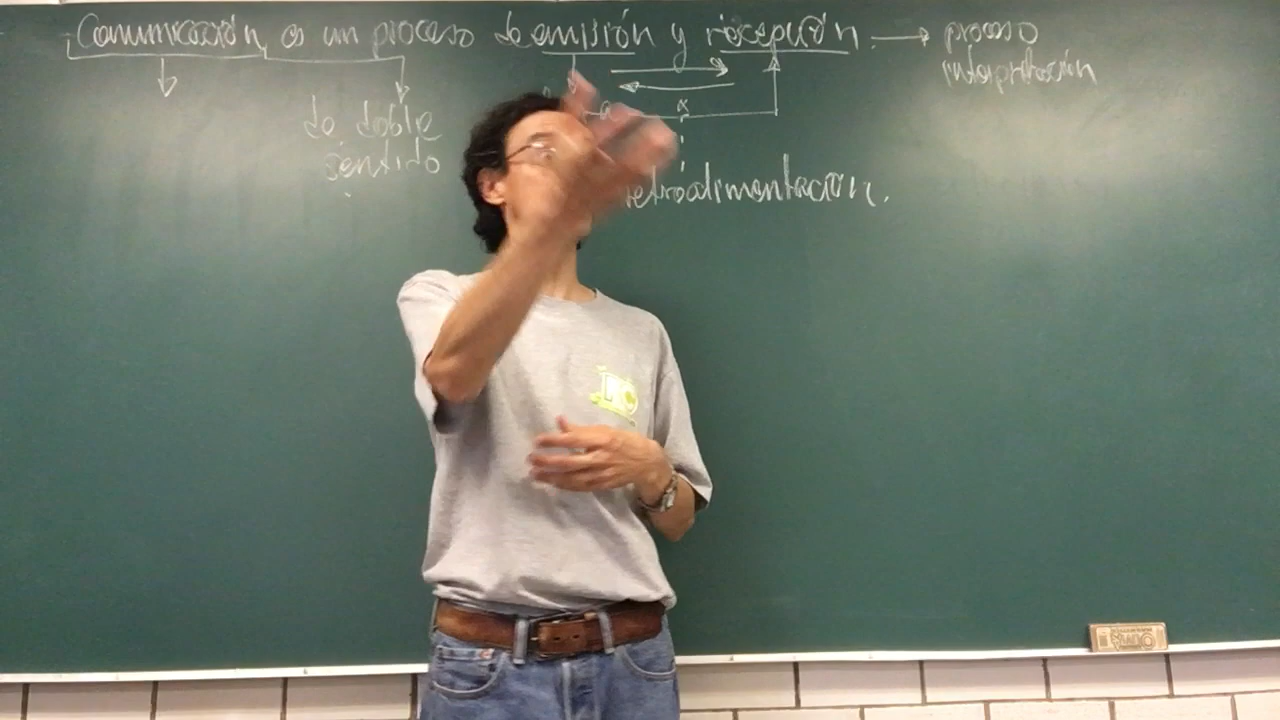 Comunicación es un proceso de emisión y recepción. → proceso
interpretación
de doble
sentido
retroalimentación.